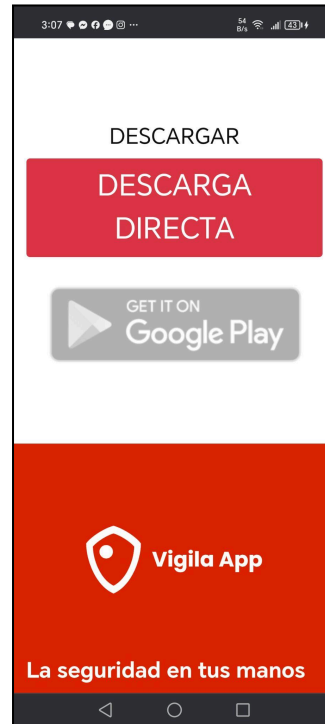 3:07
54 B/s
43
DESCARGAR
DESCARGA
DIRECTA
GET IT ON
Google Play
Vigila App
La seguridad en tus manos